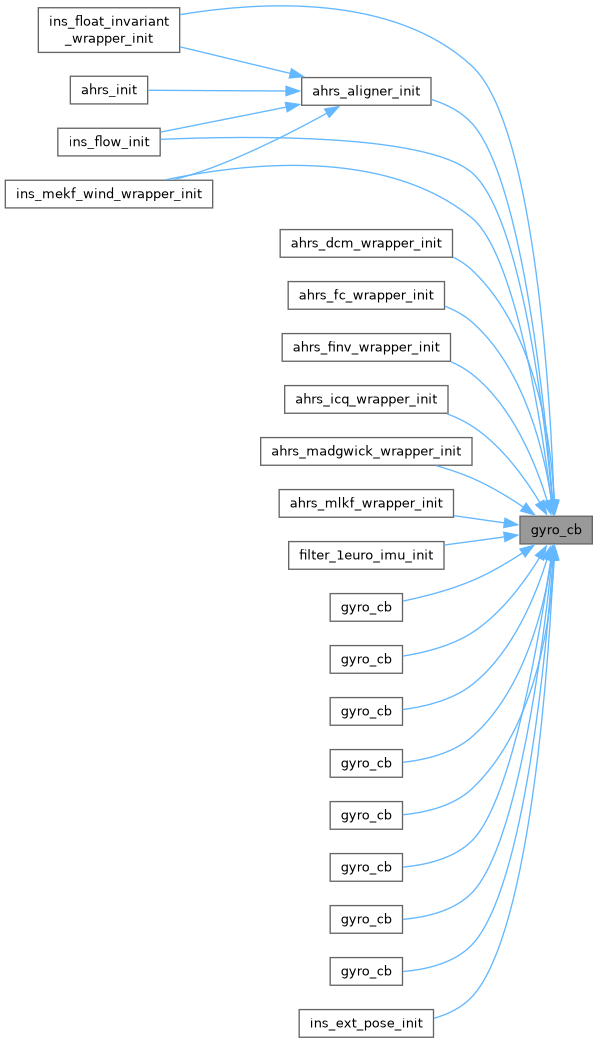 ins_float_invariant
_wrapper_init
ahrs_init
ahrs_aligner_init
ins_flow_init
ins_mekf_wind_wrapper_init
ahrs_dcm_wrapper_init
ahrs_fc_wrapper_init
ahrs_finv_wrapper_init
ahrs_icq_wrapper_init
ahrs_madgwick_wrapper_init
ahrs_mlkf_wrapper_init
gyro_cb
filter_1euro_imu_init
gyro_cb
gyro_cb
gyro_cb
gyro_cb
gyro_cb
gyro_cb
gyro_cb
gyro_cb
ins_ext_pose_init